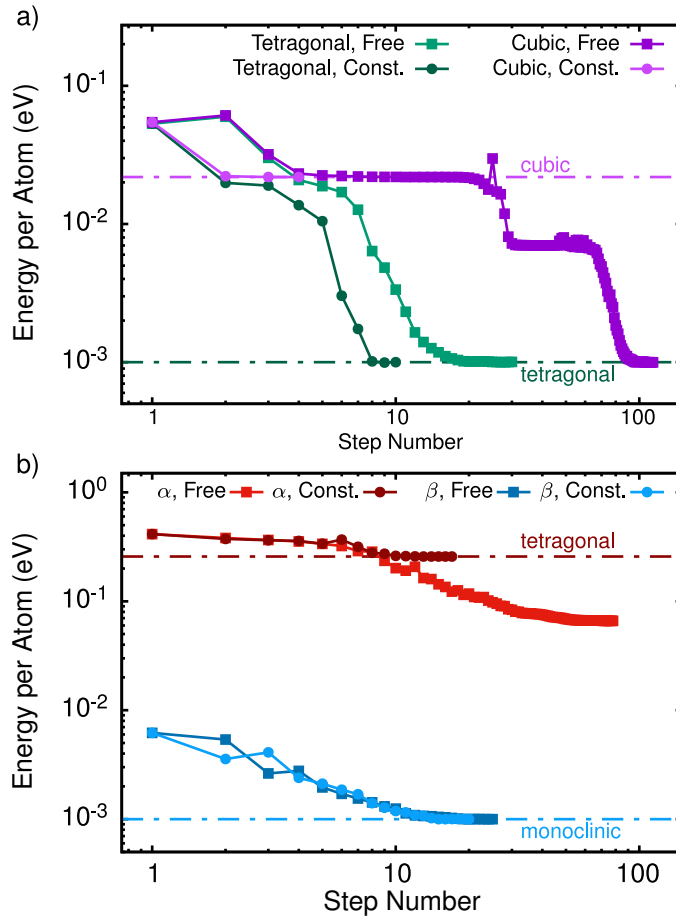 a)
Tetragonal, Free Cubic, Free
Tetragonal, Const. Cubic, Const.
10⁻¹
10⁻²
10⁻³
Energy per Atom (eV)
cubic
tetragonal
1 10 100
Step Number
b)
α, Free α, Const. β, Free β, Const.
10⁰
10⁻¹
10⁻²
10⁻³
Energy per Atom (eV)
tetragonal
monoclinic
1 10 100
Step Number